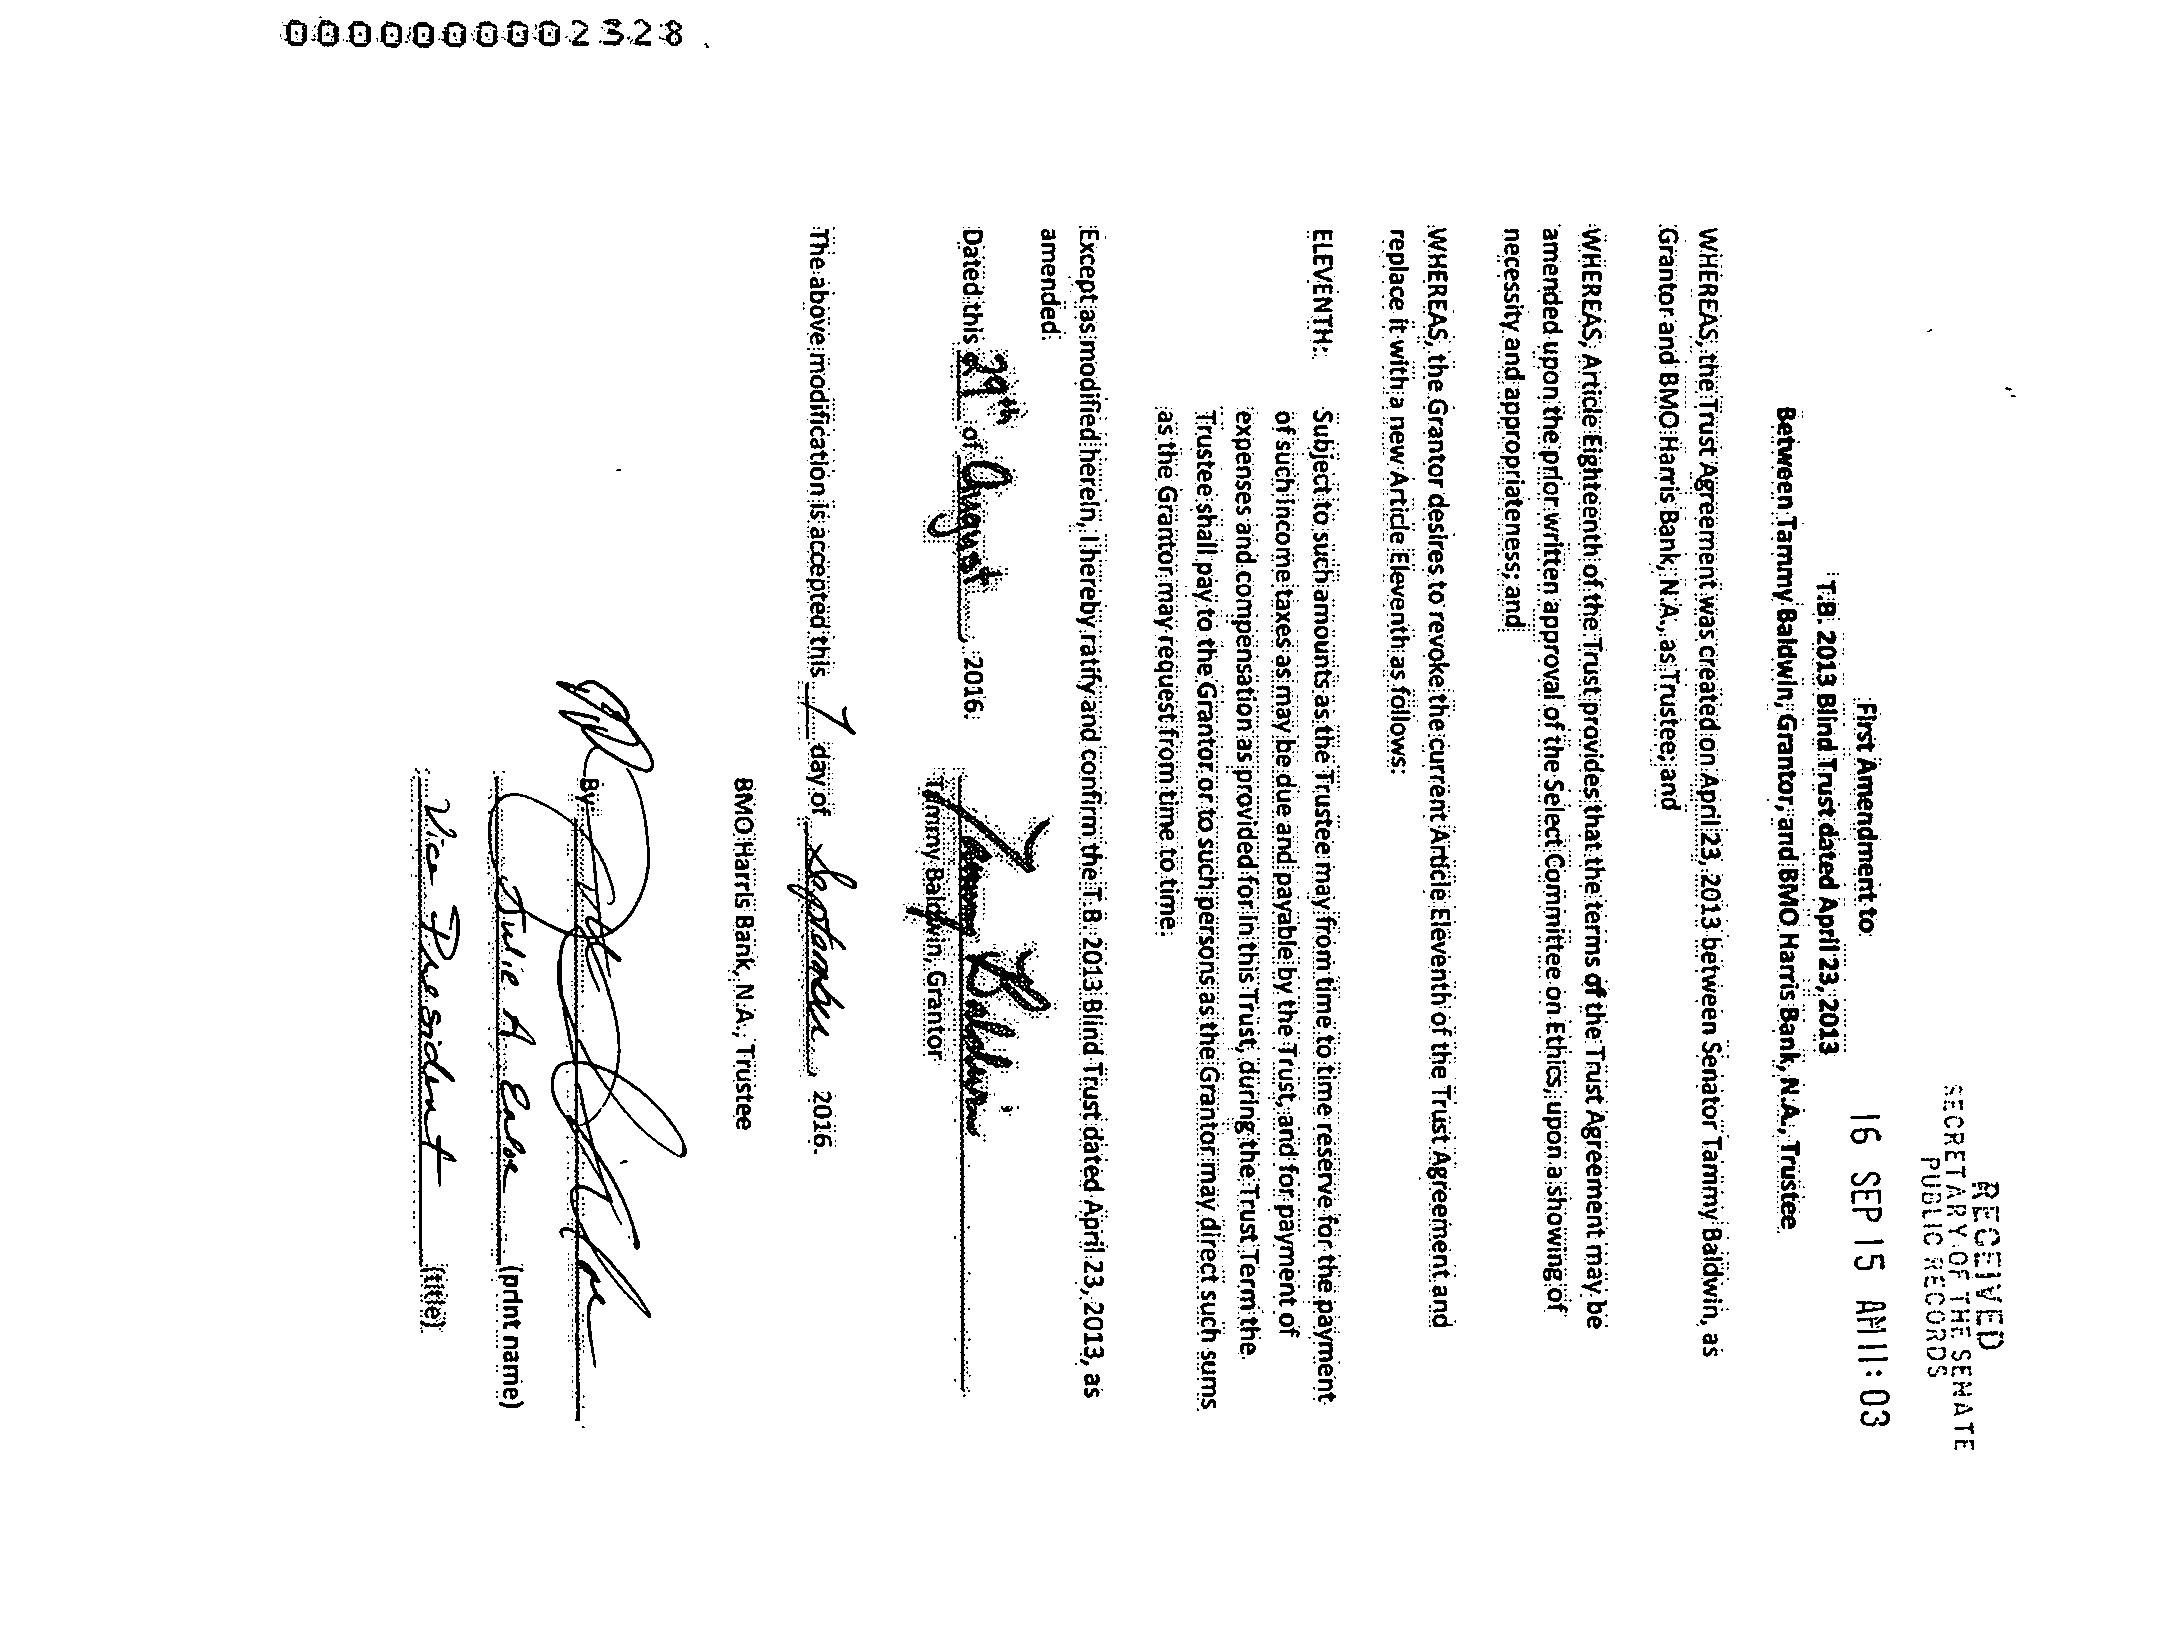 000000002328
RECEIVED
SECRETARY OF THE SENATE
PUBLIC RECORDS
16 SEP 15 AM 11:03
First Amendment to
T.B. 2013 Blind Trust dated April 23, 2013
Between Tammy Baldwin, Grantor, and BMO Harris Bank, N.A., Trustee
WHEREAS, the Trust Agreement was created on April 23, 2013 between Senator Tammy Baldwin, as
Grantor and BMO Harris Bank, N.A., as Trustee; and
WHEREAS, Article Eighteenth of the Trust provides that the terms of the Trust Agreement may be
amended upon the prior written approval of the Select Committee on Ethics, upon a showing of
necessity and appropriateness; and
WHEREAS, the Grantor desires to revoke the current Article Eleventh of the Trust Agreement and
replace it with a new Article Eleventh as follows:
ELEVENTH: Subject to such amounts as the Trustee may from time to time reserve for the payment
of such income taxes as may be due and payable by the Trust, and for payment of
expenses and compensation as provided for in this Trust, during the Trust Term the
Trustee shall pay to the Grantor or to such persons as the Grantor may direct such sums
as the Grantor may request from time to time.
Except as modified herein, I hereby ratify and confirm the T.B. 2013 Blind Trust dated April 23, 2013, as
amended.
Dated this 29th of August, 2016. Tammy Baldwin
Tammy Baldwin, Grantor
The above modification is accepted this 7 day of September, 2016.
BMO Harris Bank, N.A., Trustee
By
Julie A (print name)
Vice President (title)